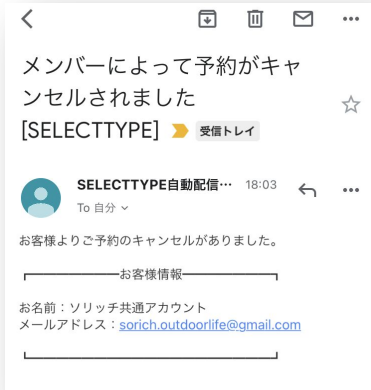 メンバーによって予約がキャ
ンセルされました
[SELECTTYPE] 受信トレイ
SELECTTYPE自動配信… 18:03
To 自分
お客様よりご予約のキャンセルがありました。
┏━━━━━━━お客様情報━━━━━━━┓
お名前：ソリッチ共通アカウント
メールアドレス：sorich.outdoorlife@gmail.com
┗━━━━━━━━━━━━━━━━━━━┛